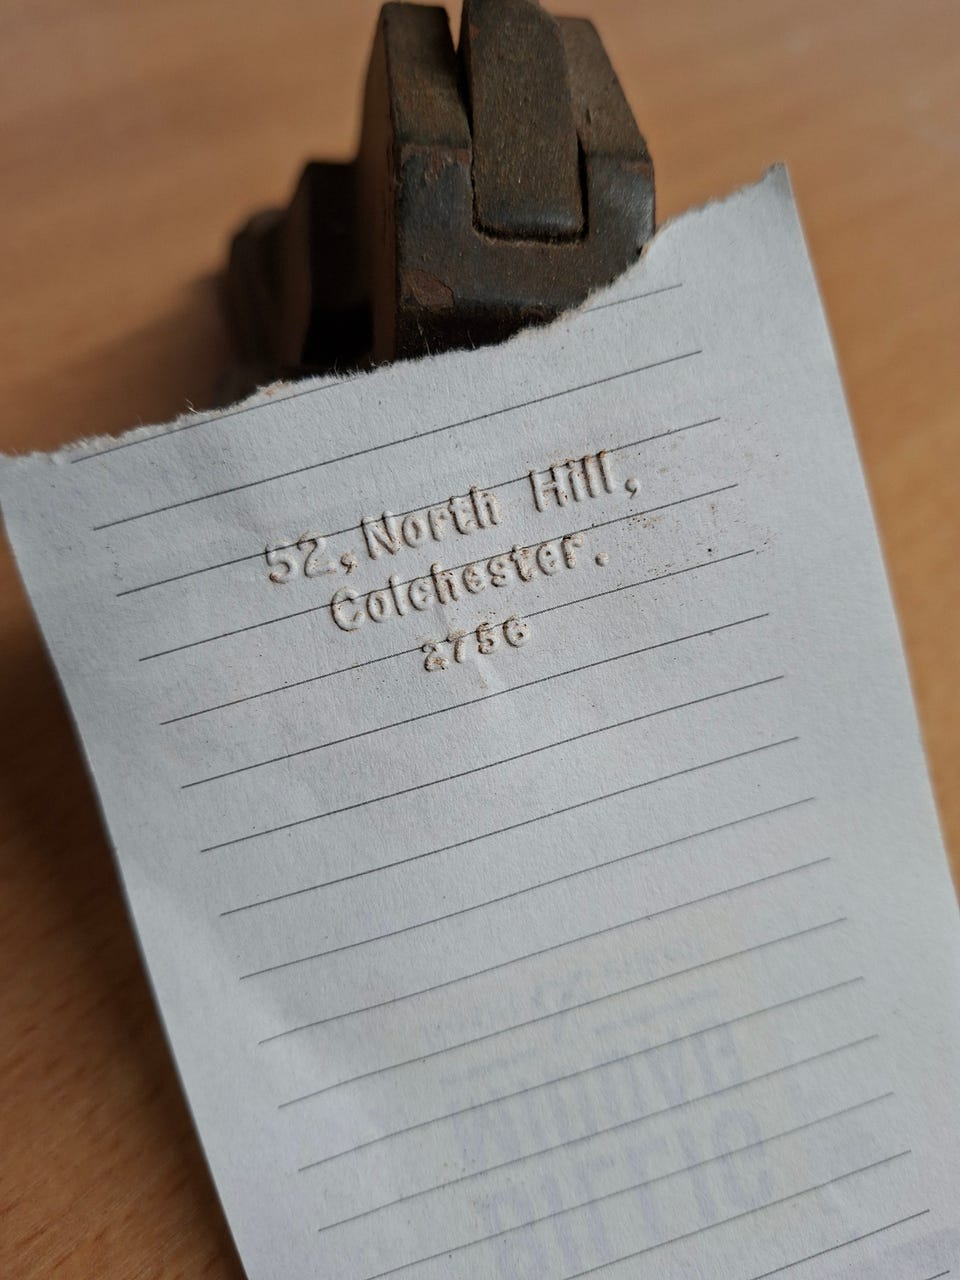 52, North Hill,
Colchester.
2756